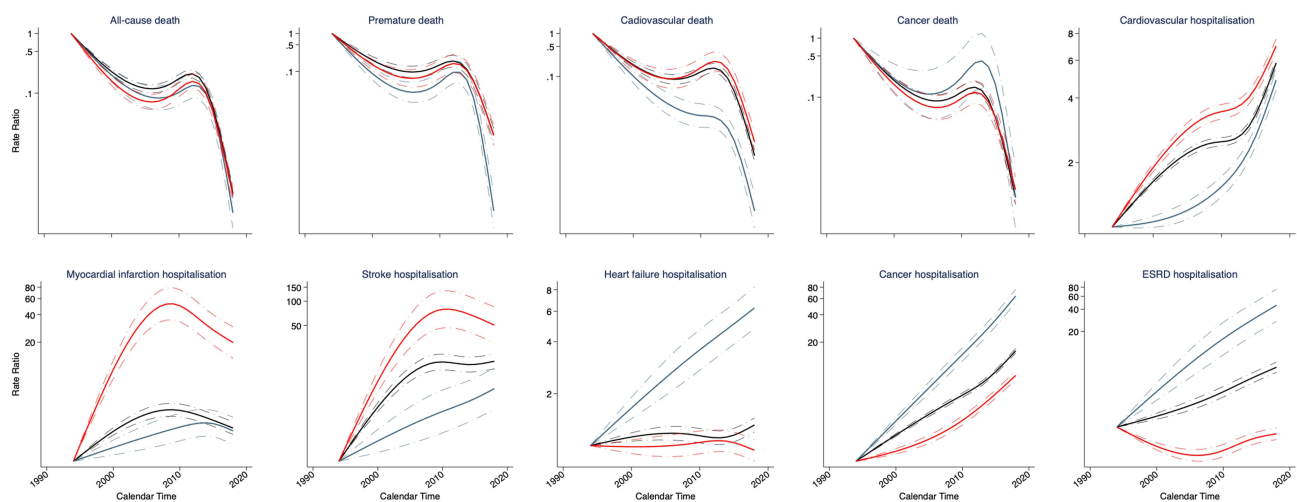 All-cause death
Premature death
Cadiovascular death
Cancer death
Cardiovascular hospitalisation
Rate Ratio
1
.5
.1
1
.5
.1
1
.5
.1
1
.5
.1
8
6
4
2
Myocardial infarction hospitalisation
Stroke hospitalisation
Heart failure hospitalisation
Cancer hospitalisation
ESRD hospitalisation
Rate Ratio
80
60
40
20
150
100
50
8
6
4
2
80
60
40
20
80
60
40
20
1990 2000 2010 2020
1990 2000 2010 2020
1990 2000 2010 2020
1990 2000 2010 2020
1990 2000 2010 2020
Calendar Time
Calendar Time
Calendar Time
Calendar Time
Calendar Time